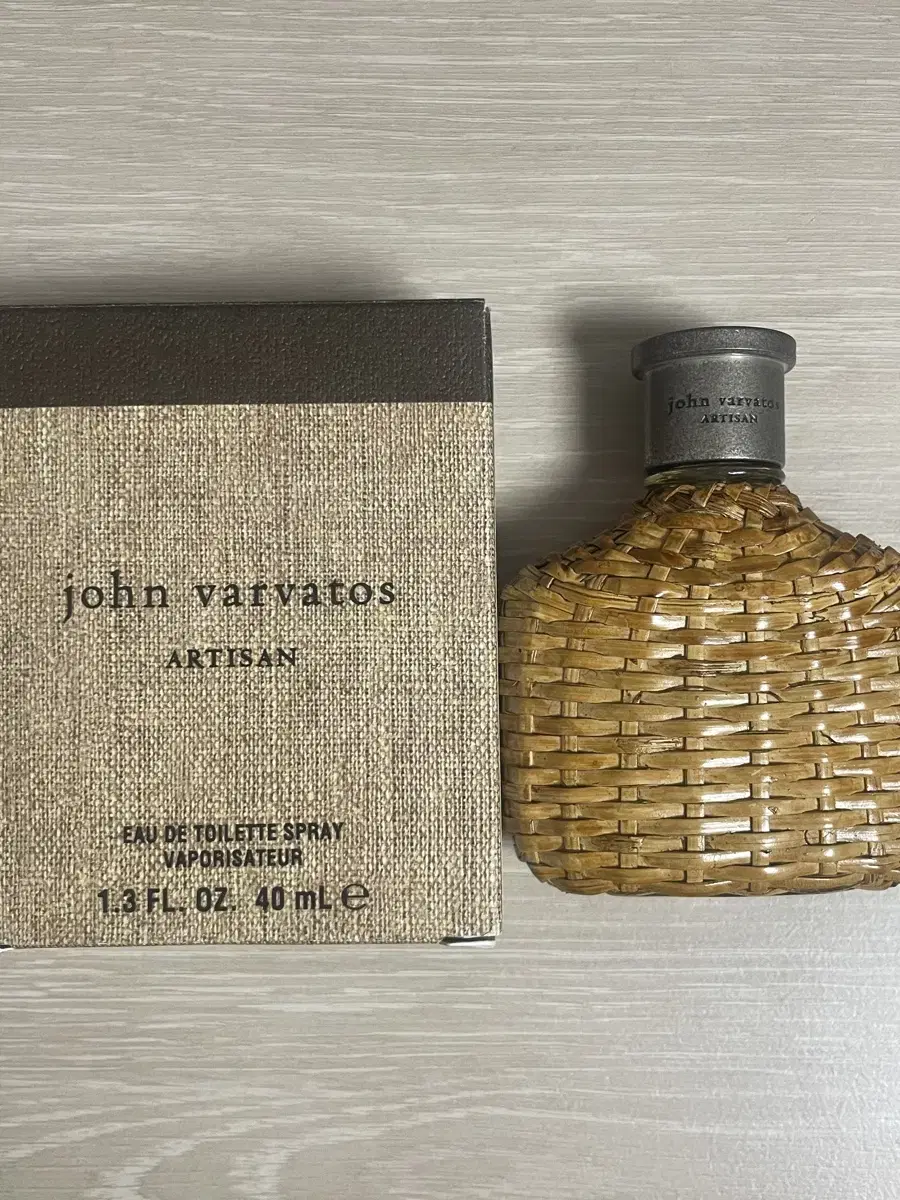 john varvatos
ARTISAN
EAU DE TOILETTE SPRAY
VAPORISATEUR
1.3 FL. OZ. 40 mL ℮
john varvatos
ARTISAN